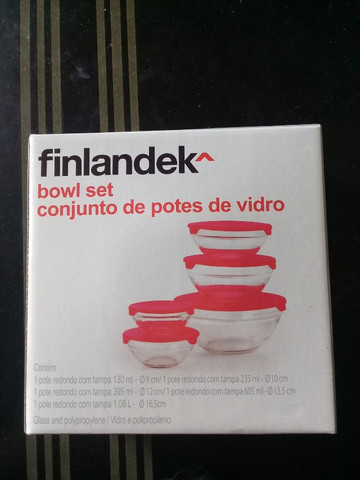 finlandek^
bowl set
conjunto de potes de vidro
Contém:
1 pote redondo com tampa 130 ml - Ø 9 cm / 1 pote redondo com tampa 235 ml - Ø 10 cm
1 pote redondo com tampa 395 ml - Ø 12 cm / 1 pote redondo com tampa 605 ml - Ø 13,5 cm
1 pote redondo com tampa 1.08 L - Ø 16,5cm
Glass and polypropylene / Vidro e polipropileno